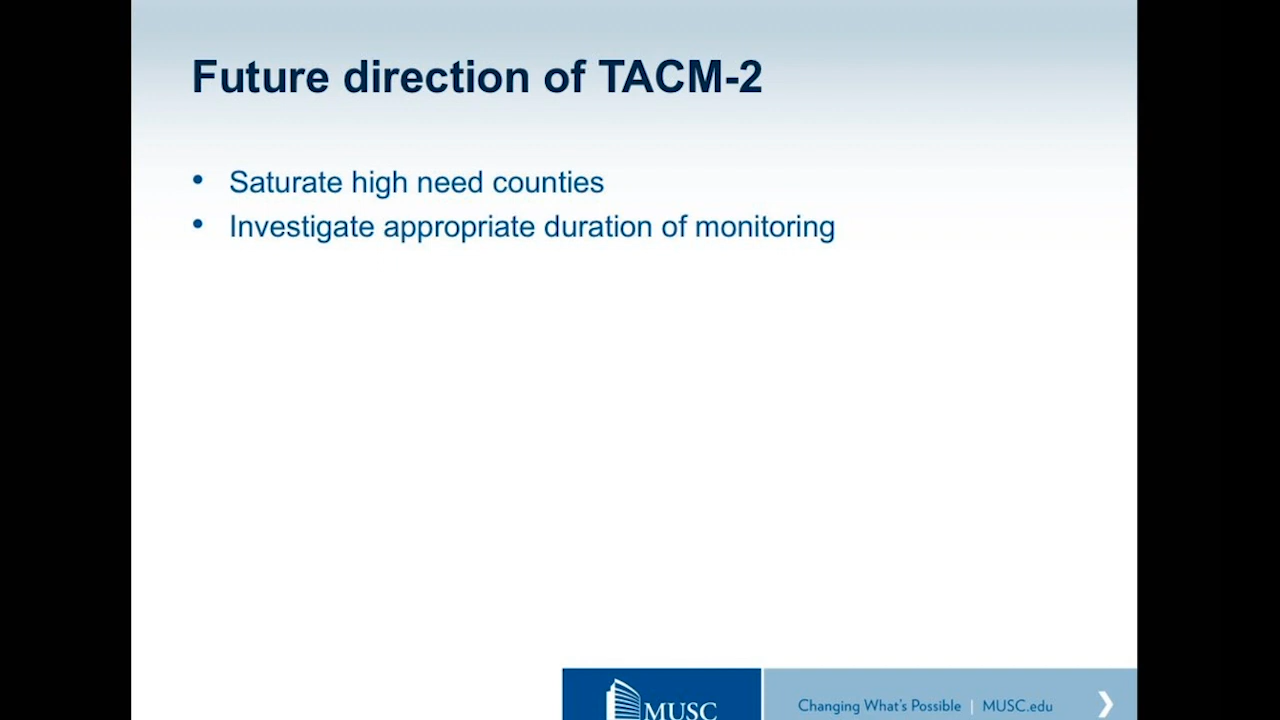 Future direction of TACM-2
• Saturate high need counties
• Investigate appropriate duration of monitoring
MUSC
Changing What's Possible | MUSC.edu